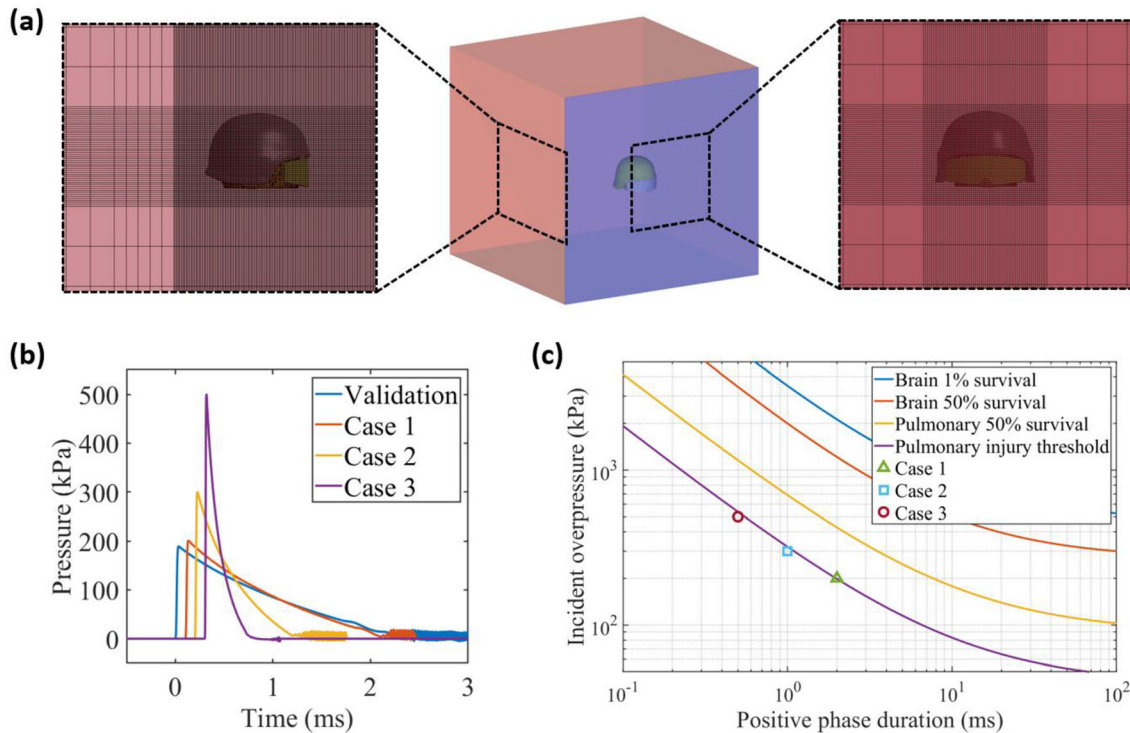 (a)
(b)
500
400
300
200
100
0
Pressure (kPa)
0
1
2
3
Time (ms)
Validation
Case 1
Case 2
Case 3
(c)
Incident overpressure (kPa)
10³
10²
10⁻¹
10⁰
10¹
10²
Positive phase duration (ms)
Brain 1% survival
Brain 50% survival
Pulmonary 50% survival
Pulmonary injury threshold
Case 1
Case 2
Case 3